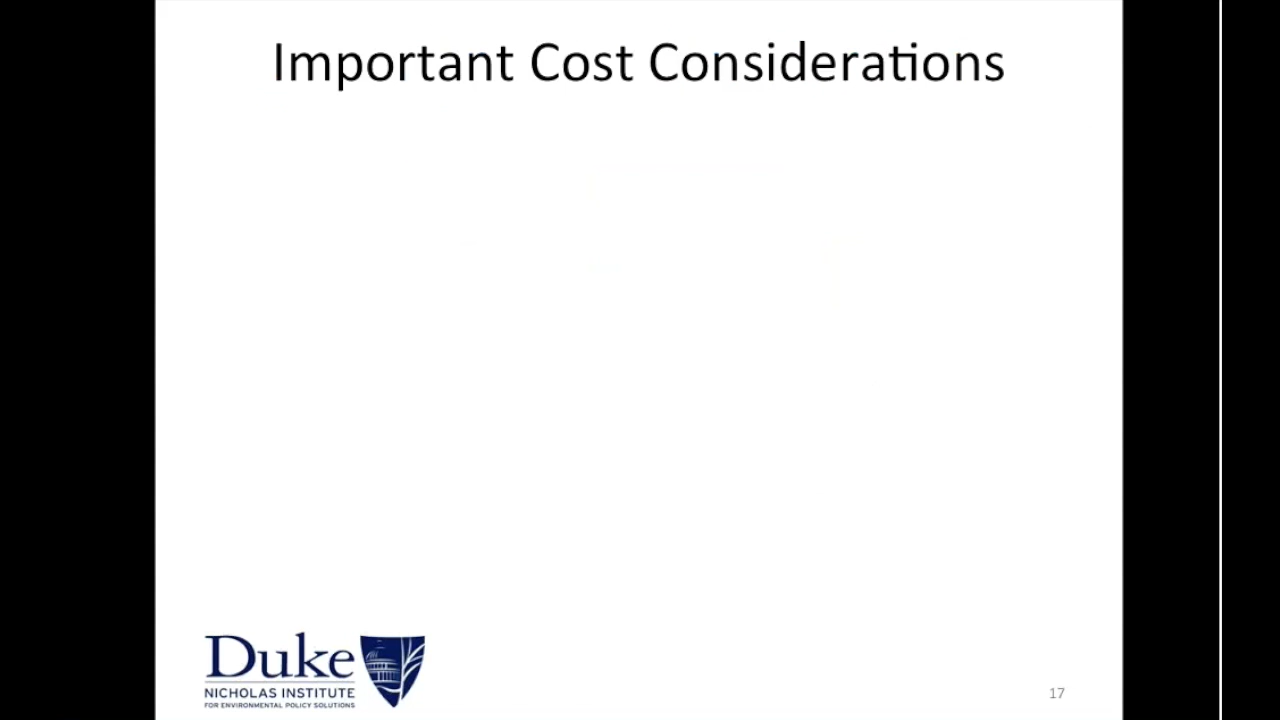 Important Cost Considerations
Duke
NICHOLAS INSTITUTE
FOR ENVIRONMENTAL POLICY SOLUTIONS
17